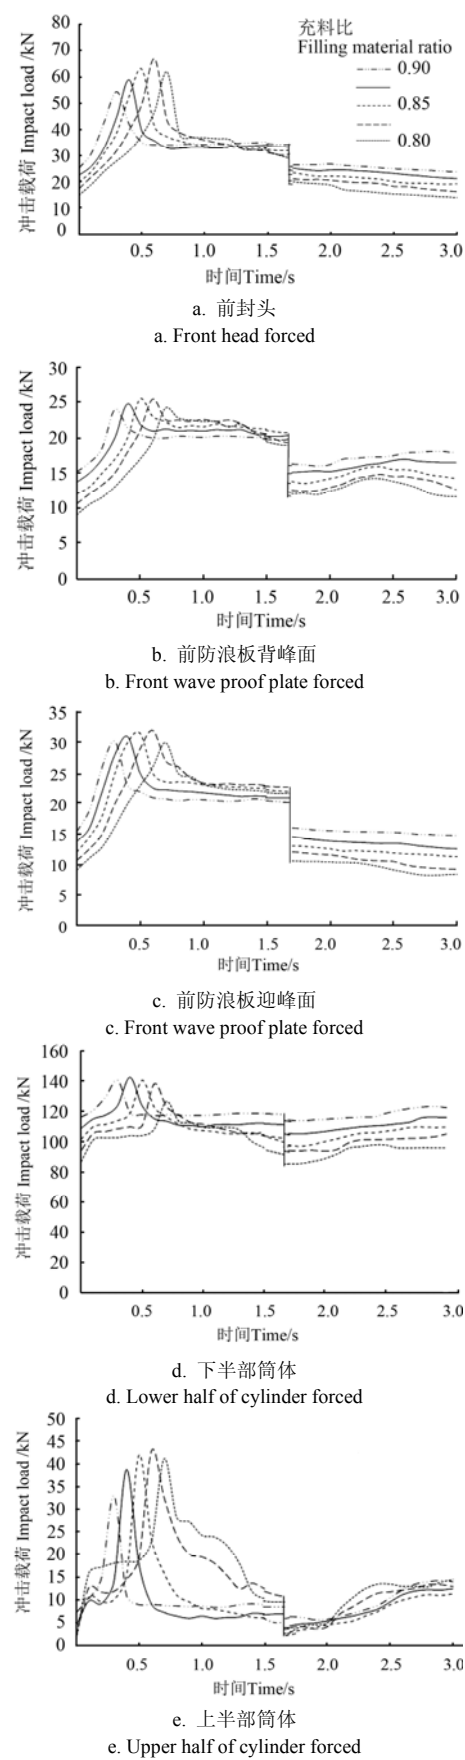 充料比
Filling material ratio
0.90
0.85
0.80
冲击载荷 Impact load /kN
80
70
60
50
40
30
20
10
0
0.5 1.0 1.5 2.0 2.5 3.0
时间Time/s
a. 前封头
a. Front head forced
冲击载荷 Impact load /kN
30
25
20
15
10
5
0
0.5 1.0 1.5 2.0 2.5 3.0
时间Time/s
b. 前防浪板背峰面
b. Front wave proof plate forced
冲击载荷 Impact load /kN
35
30
25
20
15
10
5
0
0.5 1.0 1.5 2.0 2.5 3.0
时间Time/s
c. 前防浪板迎峰面
c. Front wave proof plate forced
冲击载荷 Impact load /kN
160
140
120
100
80
60
40
20
0
0.5 1.0 1.5 2.0 2.5 3.0
时间Time/s
d. 下半部筒体
d. Lower half of cylinder forced
冲击载荷 Impact load /kN
50
45
40
35
30
25
20
15
10
5
0
0.5 1.0 1.5 2.0 2.5 3.0
时间Time/s
e. 上半部筒体
e. Upper half of cylinder forced